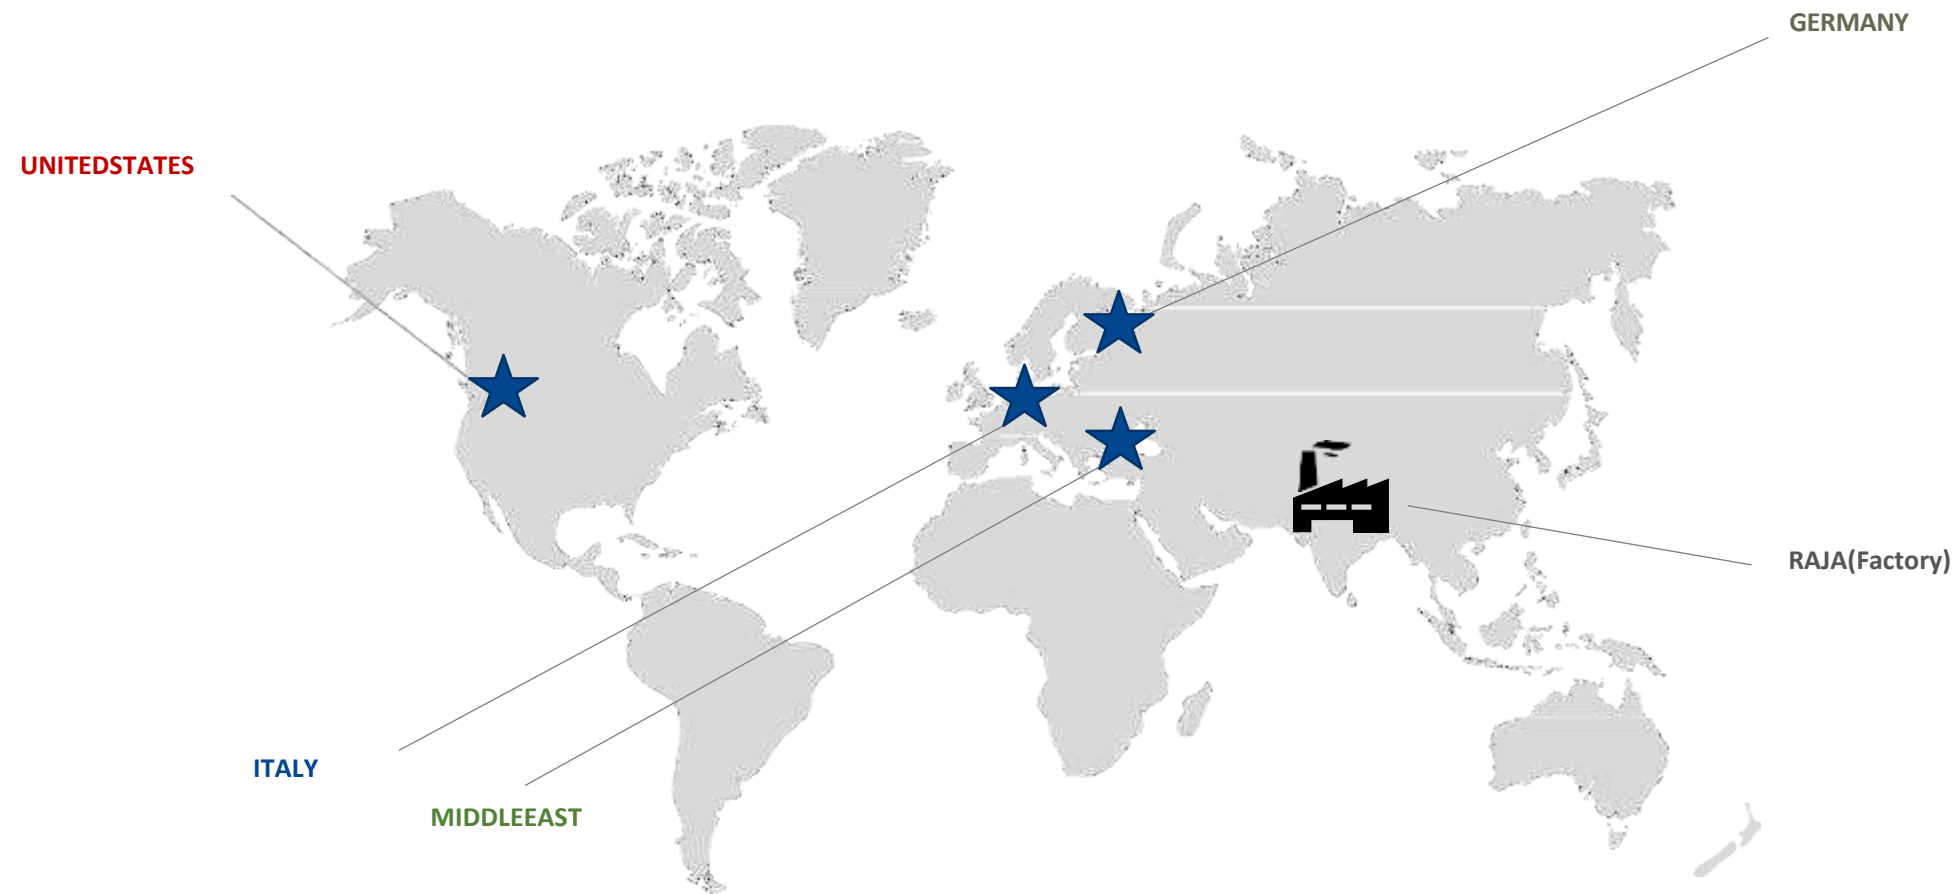 GERMANY
UNITEDSTATES
RAJA(Factory)
ITALY
MIDDLEEAST